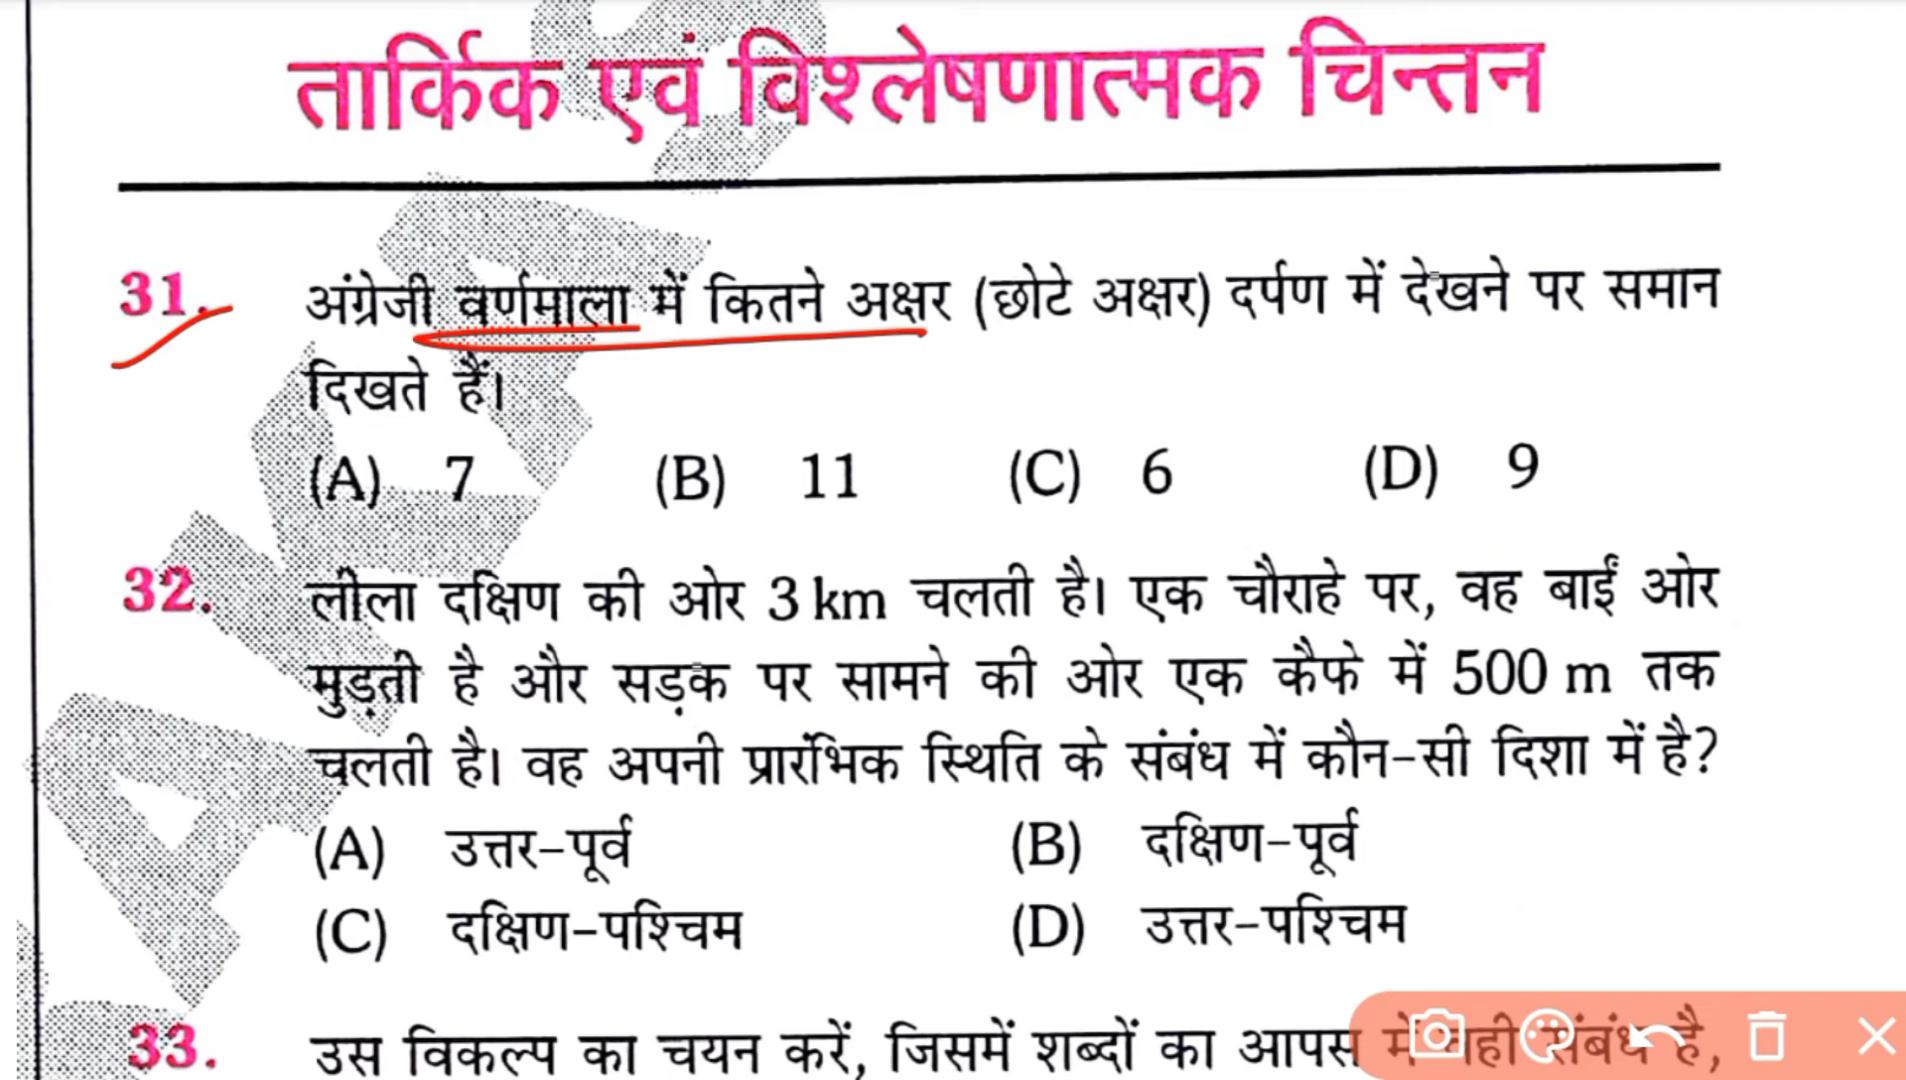 तार्किक एवं विश्लेषणात्मक चिन्तन
31. अंग्रेजी वर्णमाला में कितने अक्षर (छोटे अक्षर) दर्पण में देखने पर समान
दिखते हैं।
(A) 7 (B) 11 (C) 6 (D) 9
32. लीला दक्षिण की ओर 3 km चलती है। एक चौराहे पर, वह बाईं ओर
मुड़ती है और सड़क पर सामने की ओर एक कैफे में 500 m तक
चलती है। वह अपनी प्रारंभिक स्थिति के संबंध में कौन-सी दिशा में है?
(A) उत्तर-पूर्व (B) दक्षिण-पूर्व
(C) दक्षिण-पश्चिम (D) उत्तर-पश्चिम
33. उस विकल्प का चयन करें, जिसमें शब्दों का आपस में वही संबंध है,